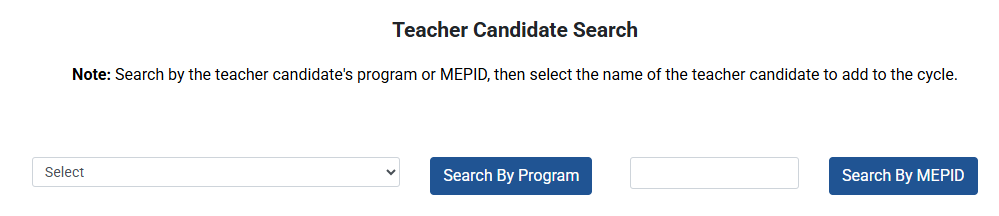 Teacher Candidate Search
Note: Search by the teacher candidate's program or MEPID, then select the name of the teacher candidate to add to the cycle.
Select Search By Program Search By MEPID